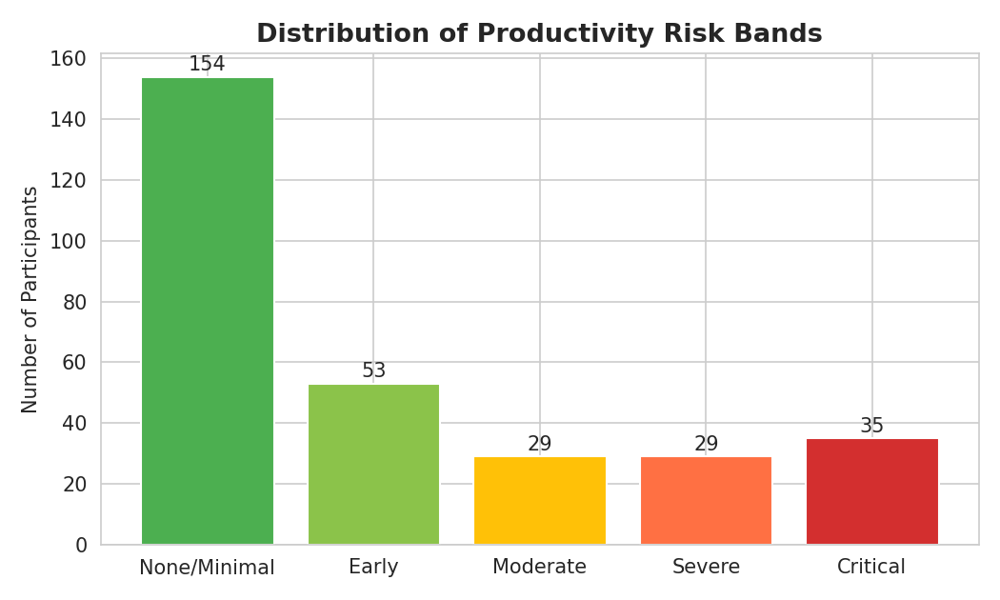 Distribution of Productivity Risk Bands
Number of Participants
160
140
120
100
80
60
40
20
0
154
53
29
29
35
None/Minimal
Early
Moderate
Severe
Critical